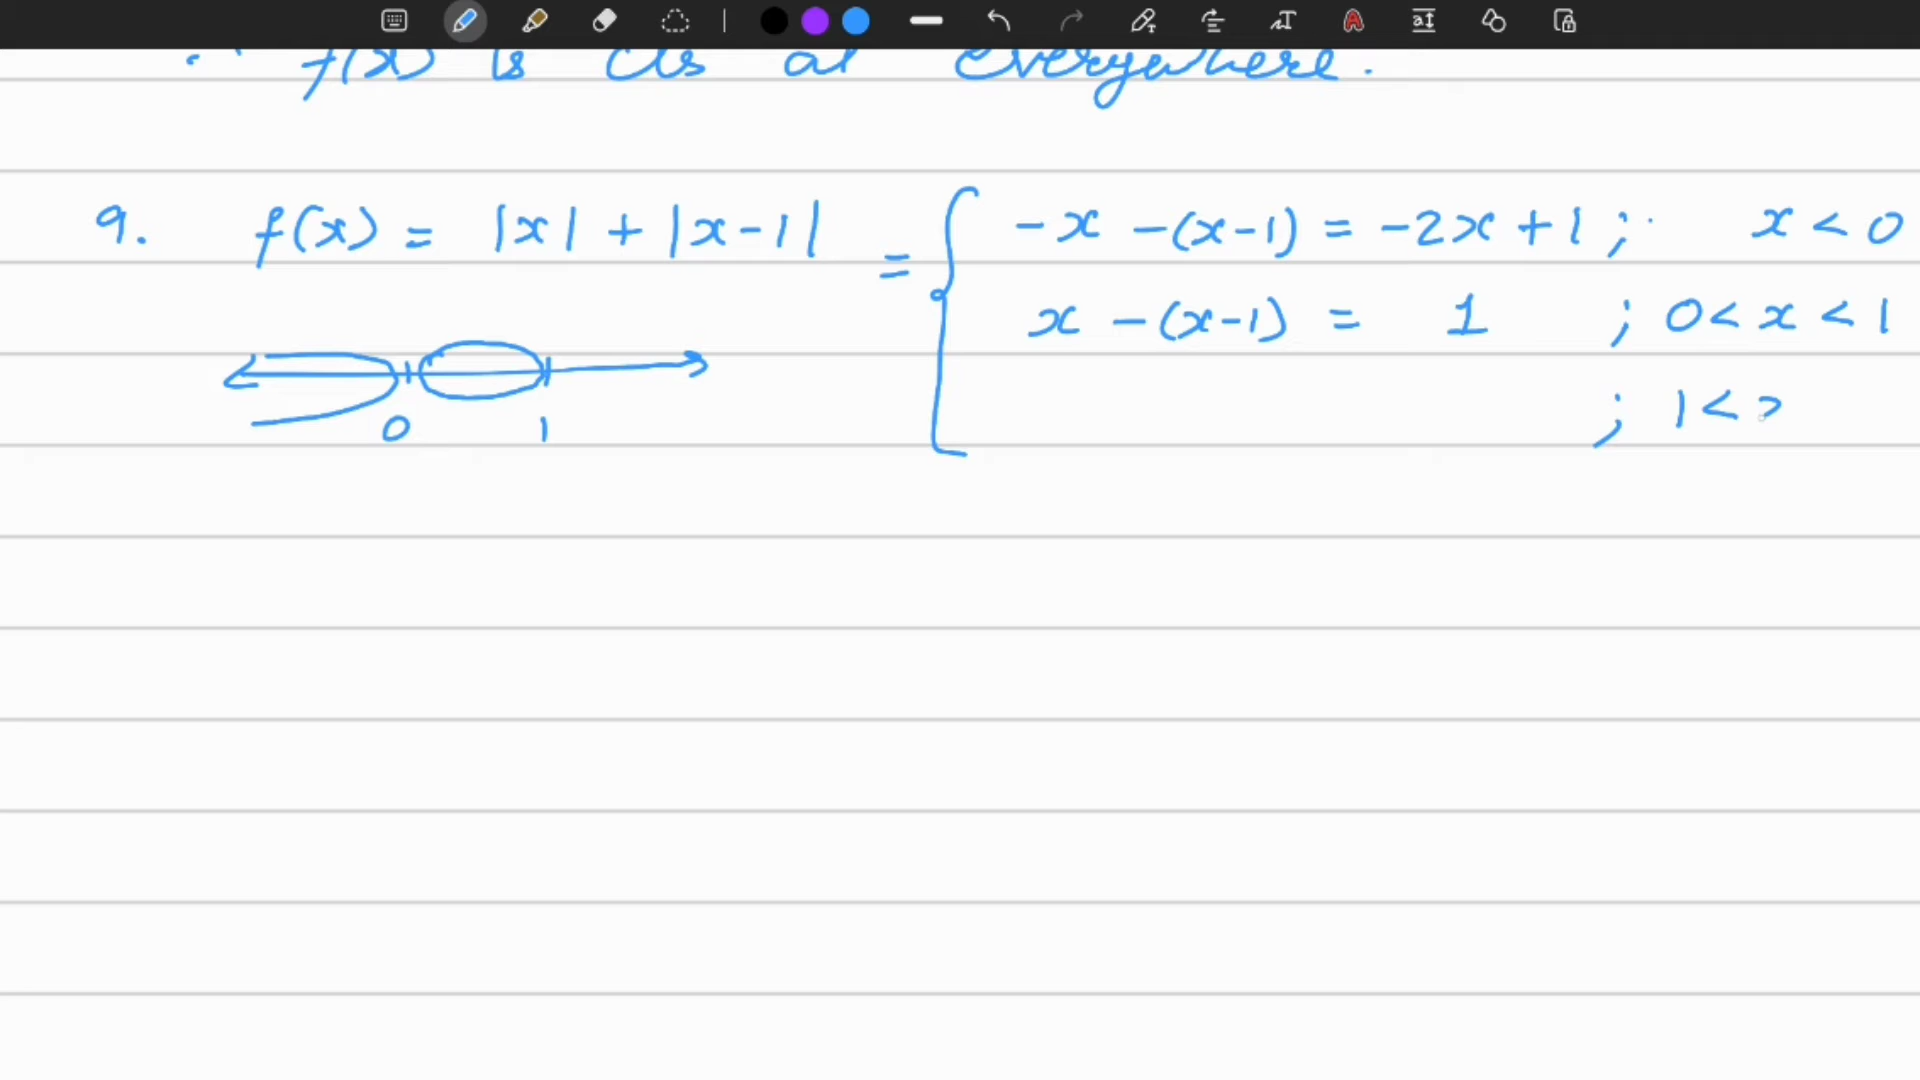 f(x) is cts at everywhere.
9. f(x) = |x| + |x-1| = { -x -(x-1) = -2x+1 ; x < 0
x -(x-1) = 1 ; 0 < x < 1
; 1 <
0 1